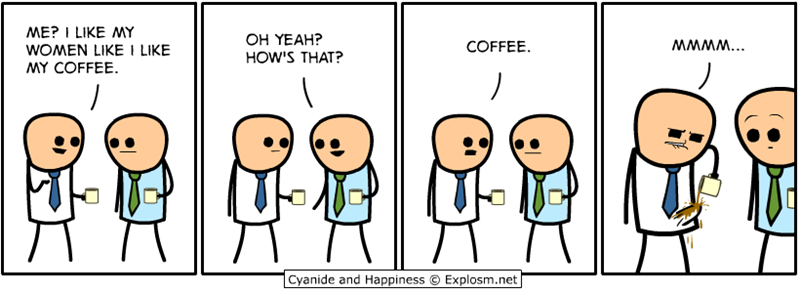 ME? I LIKE MY
WOMEN LIKE I LIKE
MY COFFEE.
OH YEAH?
HOW'S THAT?
COFFEE.
MMMM...
Cyanide and Happiness © Explosm.net